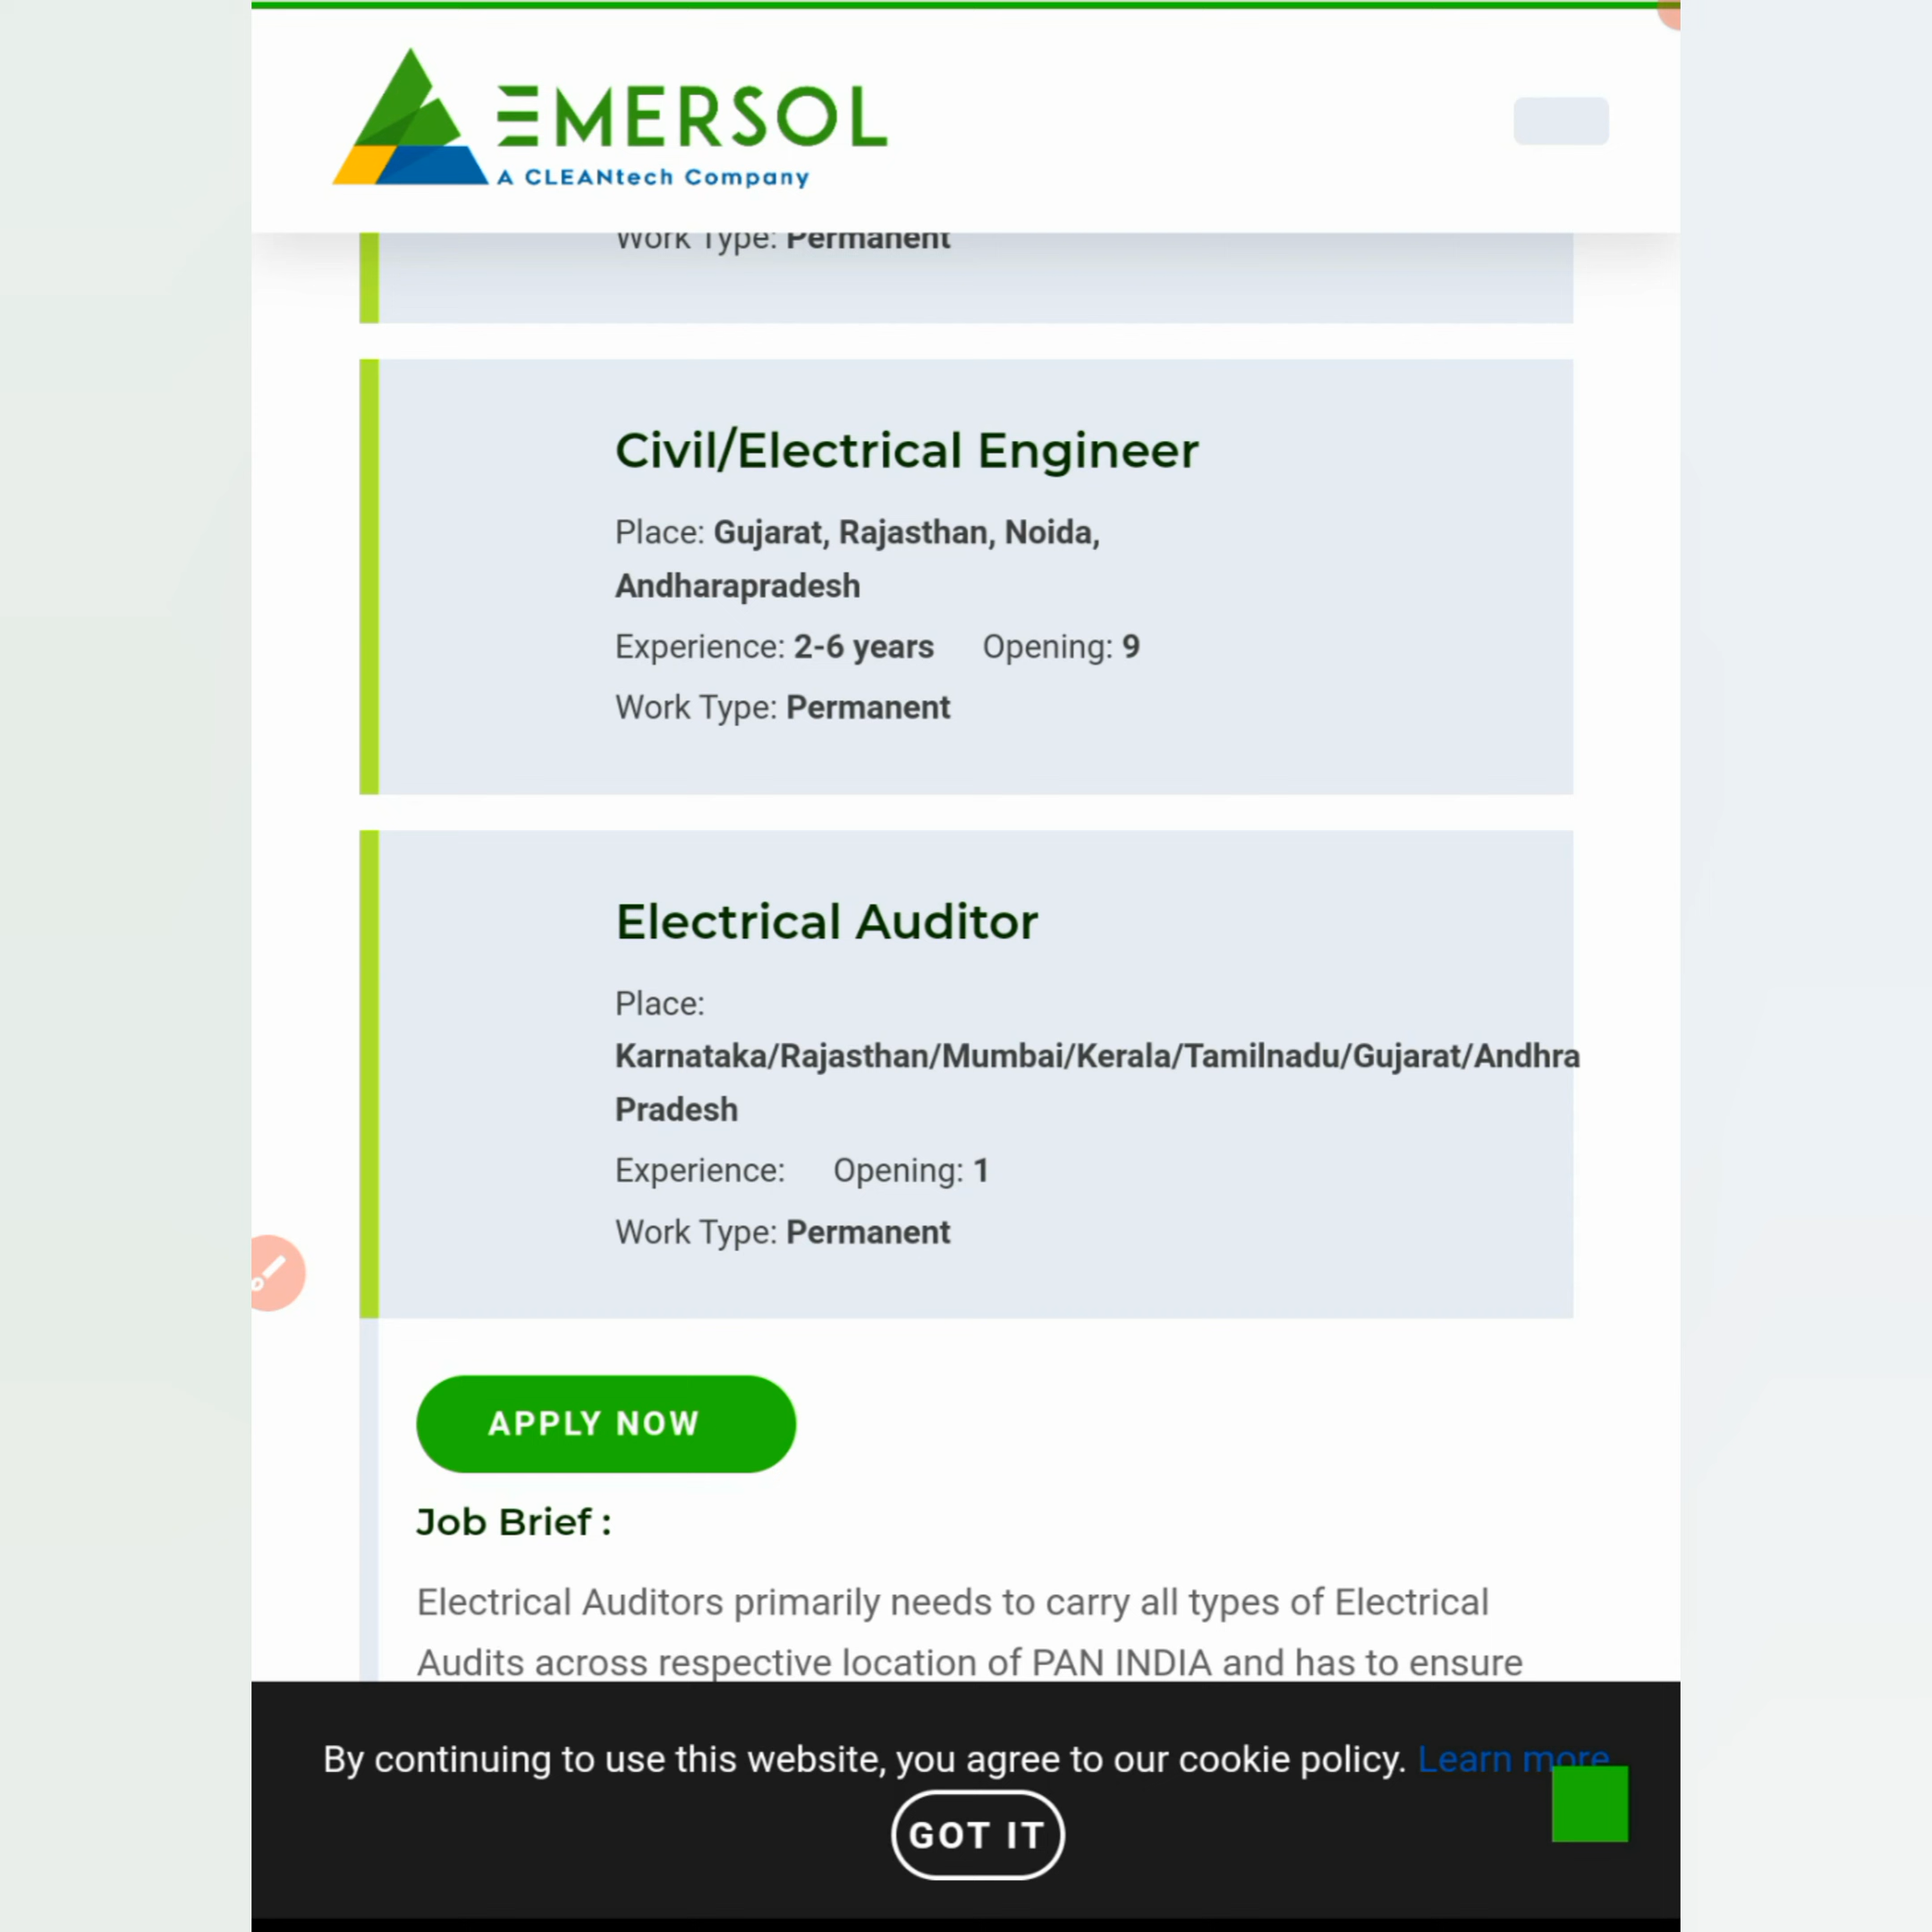 EMERSOL
A CLEANtech Company
Work Type: Permanent
Civil/Electrical Engineer
Place: Gujarat, Rajasthan, Noida,
Andharapradesh
Experience: 2-6 years Opening: 9
Work Type: Permanent
Electrical Auditor
Place:
Karnataka/Rajasthan/Mumbai/Kerala/Tamilnadu/Gujarat/Andhra
Pradesh
Experience: Opening: 1
Work Type: Permanent
APPLY NOW
Job Brief :
Electrical Auditors primarily needs to carry all types of Electrical
Audits across respective location of PAN INDIA and has to ensure
By continuing to use this website, you agree to our cookie policy. Learn more
GOT IT